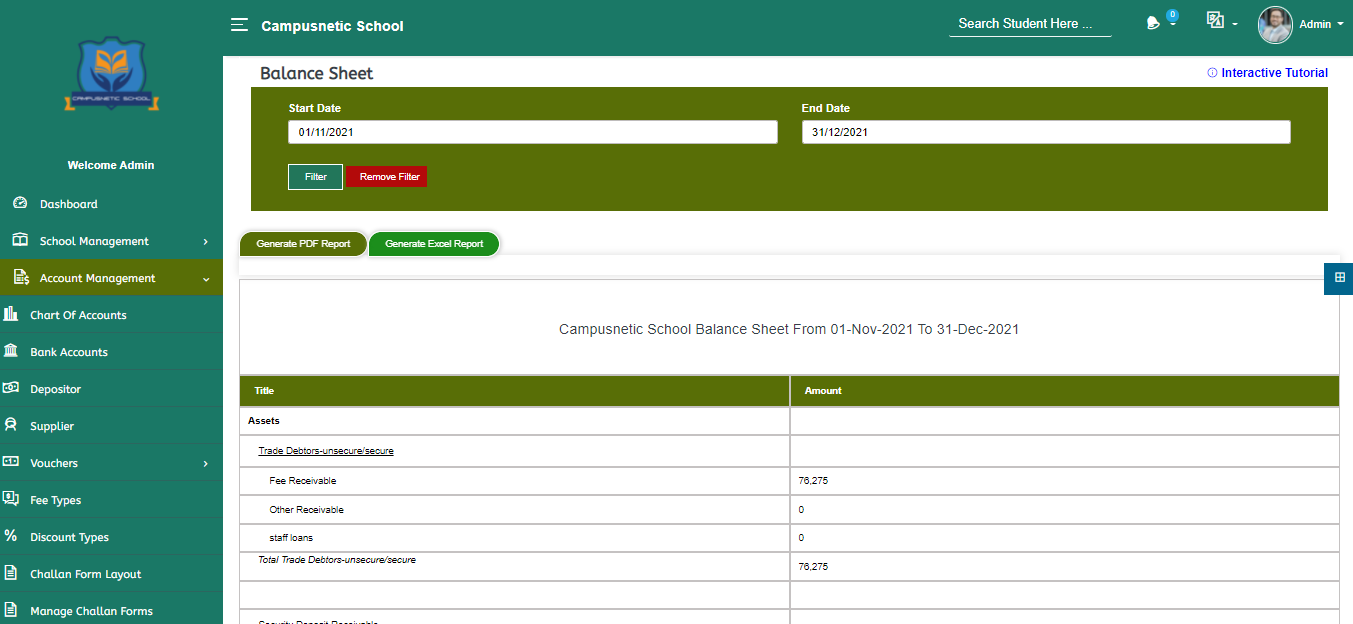 Campusnetic School
Search Student Here ...
0
Admin
CAMPUSNETIC SCHOOL
Welcome Admin
Dashboard
School Management
Account Management
Chart Of Accounts
Bank Accounts
Depositor
Supplier
Vouchers
Fee Types
Discount Types
Challan Form Layout
Manage Challan Forms
Balance Sheet
Interactive Tutorial
Start Date
End Date
01/11/2021
31/12/2021
Filter
Remove Filter
Generate PDF Report
Generate Excel Report
Campusnetic School Balance Sheet From 01-Nov-2021 To 31-Dec-2021
Title
Amount
Assets
Trade Debtors-unsecure/secure
Fee Receivable
76,275
Other Receivable
0
staff loans
0
Total Trade Debtors-unsecure/secure
76,275
Security Deposit Receivable